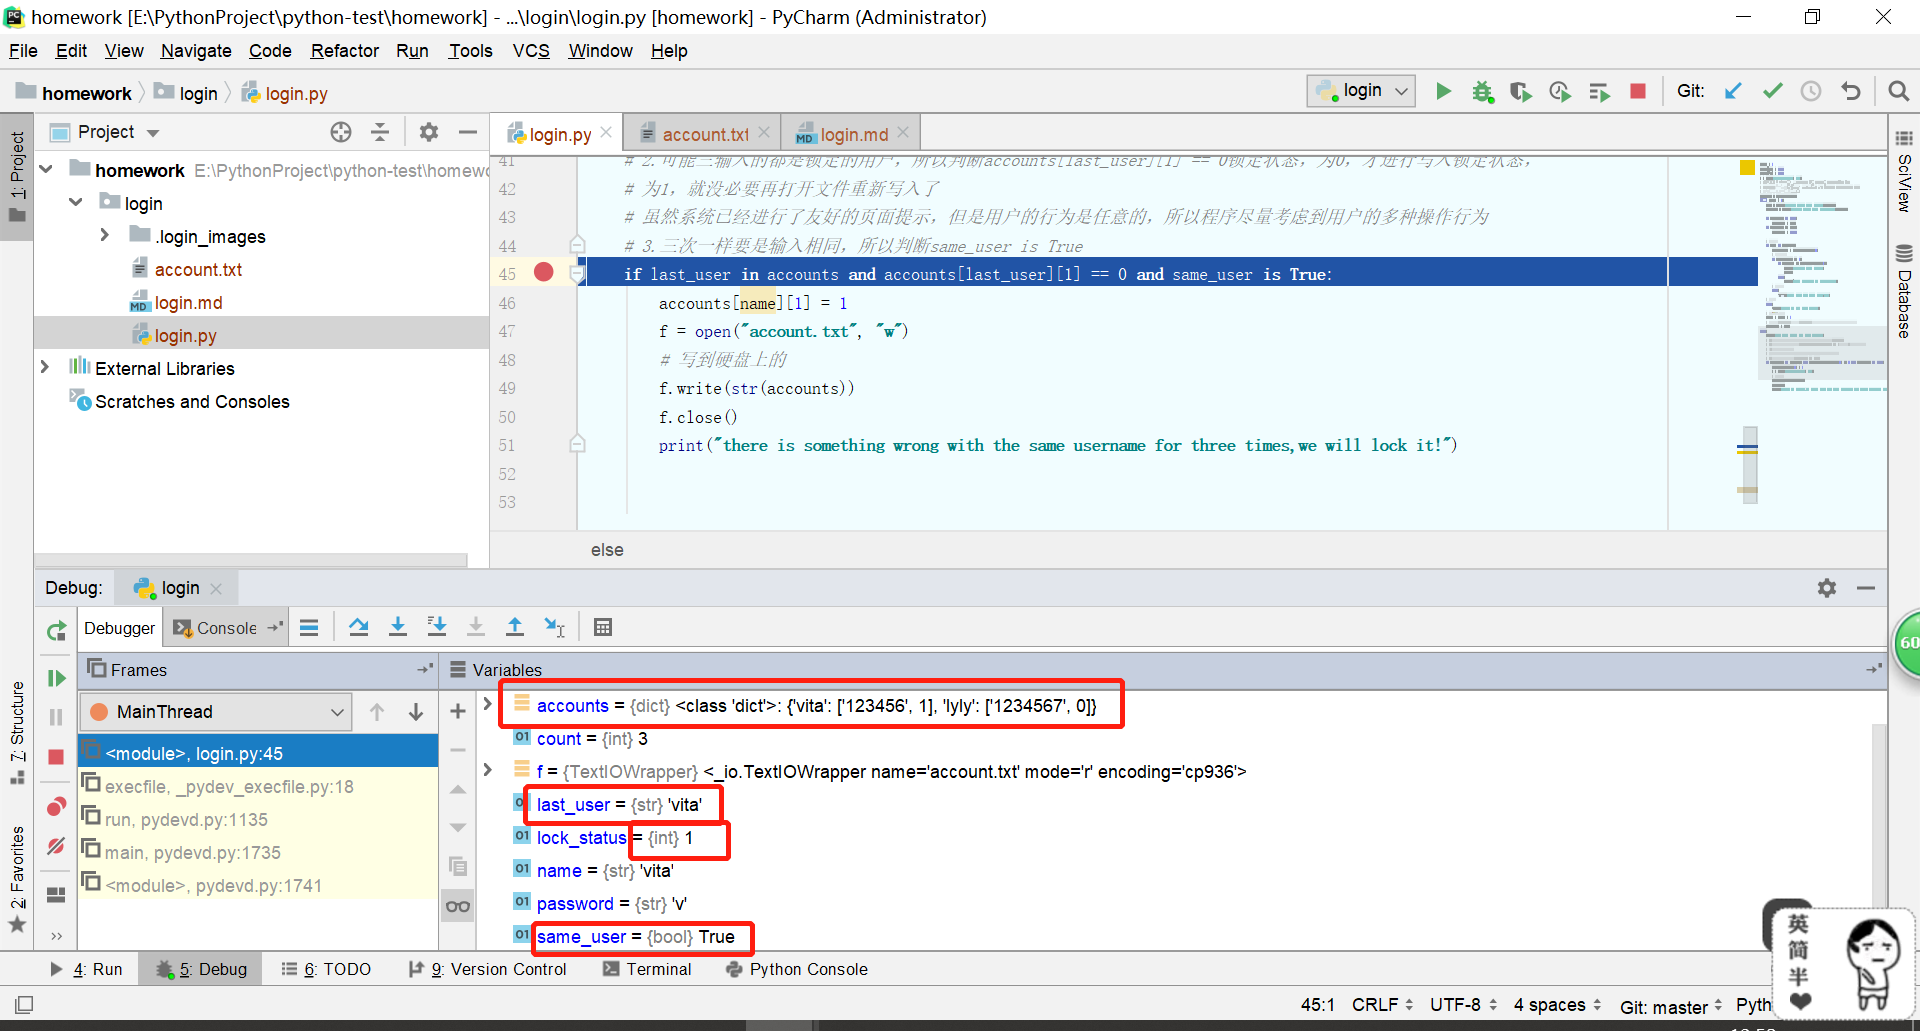 homework [E:\PythonProject\python-test\homework] - ...\login\login.py [homework] - PyCharm (Administrator)
File Edit View Navigate Code Refactor Run Tools VCS Window Help
homework login login.py
login Git:
1: Project
Project
login.py account.txt login.md
homework E:\PythonProject\python-test\homewo
login
.login_images
account.txt
login.md
login.py
External Libraries
Scratches and Consoles
41 # 2.可能三输入的都是锁定的用户，所以判断accounts[last_user][1] == 0锁定状态，为0，才进行写入锁定状态，
42 # 为1，就没必要再打开文件重新写入了
43 # 虽然系统已经进行了友好的页面提示，但是用户的行为是任意的，所以程序尽量考虑到用户的多种操作行为
44 # 3.三次一样要是输入相同，所以判断same_user is True
45 if last_user in accounts and accounts[last_user][1] == 0 and same_user is True:
46 accounts[name][1] = 1
47 f = open("account.txt", "w")
48 # 写到硬盘上的
49 f.write(str(accounts))
50 f.close()
51 print("there is something wrong with the same username for three times,we will lock it!")
52
53
else
SciView
Database
Debug: login
Debugger Console
Frames
Variables
MainThread
<module>, login.py:45
execfile, _pydev_execfile.py:18
run, pydevd.py:1135
main, pydevd.py:1735
<module>, pydevd.py:1741
accounts = {dict} <class 'dict'>: {'vita': ['123456', 1], 'lyly': ['1234567', 0]}
01 count = {int} 3
f = {TextIOWrapper} <_io.TextIOWrapper name='account.txt' mode='r' encoding='cp936'>
last_user = {str} 'vita'
01 lock_status = {int} 1
01 name = {str} 'vita'
01 password = {str} 'v'
01 same_user = {bool} True
7: Structure
2: Favorites
60
4: Run 5: Debug 6: TODO 9: Version Control Terminal Python Console
45:1 CRLF UTF-8 4 spaces Git: master Pyth
英
简
半